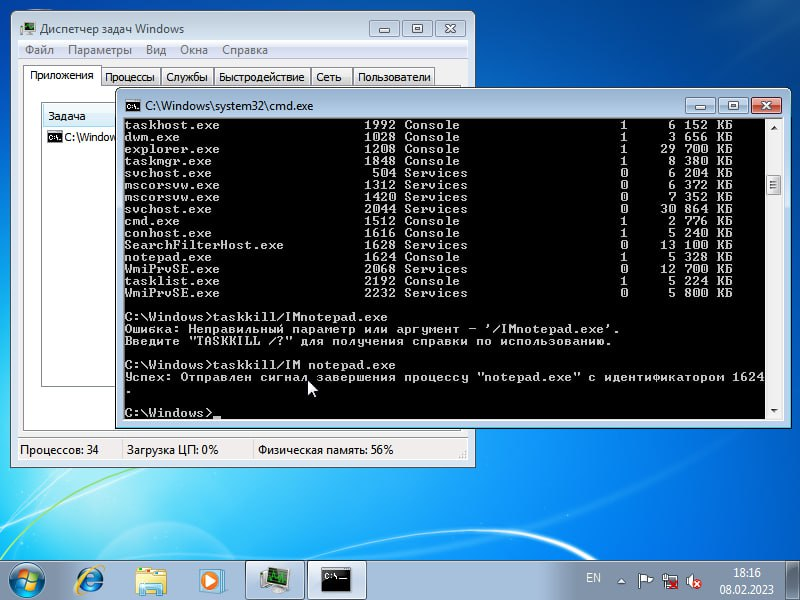 Диспетчер задач Windows
Файл Параметры Вид Окна Справка
Приложения Процессы Службы Быстродействие Сеть Пользователи
Задача
C:\Window
C:\Windows\system32\cmd.exe
taskhost.exe 1992 Console 1 6 152 КБ
dwm.exe 1028 Console 1 3 656 КБ
explorer.exe 1208 Console 1 29 700 КБ
taskmgr.exe 1848 Console 1 8 380 КБ
svchost.exe 504 Services 0 6 204 КБ
mscorsvw.exe 1312 Services 0 6 372 КБ
mscorsvw.exe 1420 Services 0 7 352 КБ
svchost.exe 2044 Services 0 30 864 КБ
cmd.exe 1512 Console 1 2 776 КБ
conhost.exe 1616 Console 1 5 240 КБ
SearchFilterHost.exe 1628 Services 0 13 100 КБ
notepad.exe 1624 Console 1 5 328 КБ
WmiPrvSE.exe 2068 Services 0 12 700 КБ
tasklist.exe 2192 Console 1 5 224 КБ
WmiPrvSE.exe 2232 Services 0 5 800 КБ
C:\Windows>taskkill/IMnotepad.exe
Ошибка: Неправильный параметр или аргумент - '/IMnotepad.exe'.
Введите "TASKKILL /?" для получения справки по использованию.
C:\Windows>taskkill/IM notepad.exe
Успех: Отправлен сигнал завершения процессу "notepad.exe" с идентификатором 1624
.
C:\Windows>_
Процессов: 34 Загрузка ЦП: 0% Физическая память: 56%
EN
18:16
08.02.2023